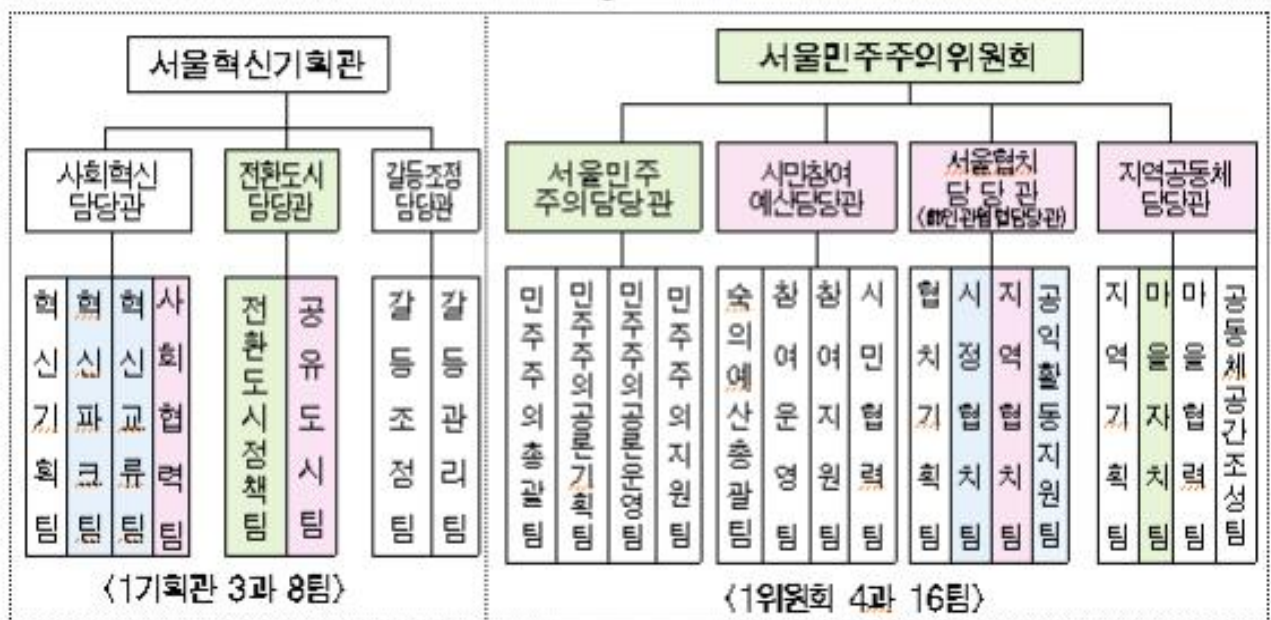 서울혁신기획관
사회혁신
담당관
전환도시
담당관
갈등조정
담당관
혁신기획팀
혁신파크팀
혁신교류팀
사회협력팀
전환도시정책팀
공유도시팀
갈등조정팀
갈등관리팀
〈1기획관 3과 8팀〉
서울민주주의위원회
서울민주
주의담당관
시민참여
예산담당관
서울협치
담당관
지역공동체
담당관
민주주의총괄팀
민주주의공론기획팀
민주주의공론운영팀
민주주의지원팀
숙의예산총괄팀
참여운영팀
참여지원팀
시민협력팀
협치기획팀
시정협치팀
지역협치팀
공익활동지원팀
지역기획팀
마을자치팀
마을협력팀
공동체공간조성팀
〈1위원회 4과 16팀〉